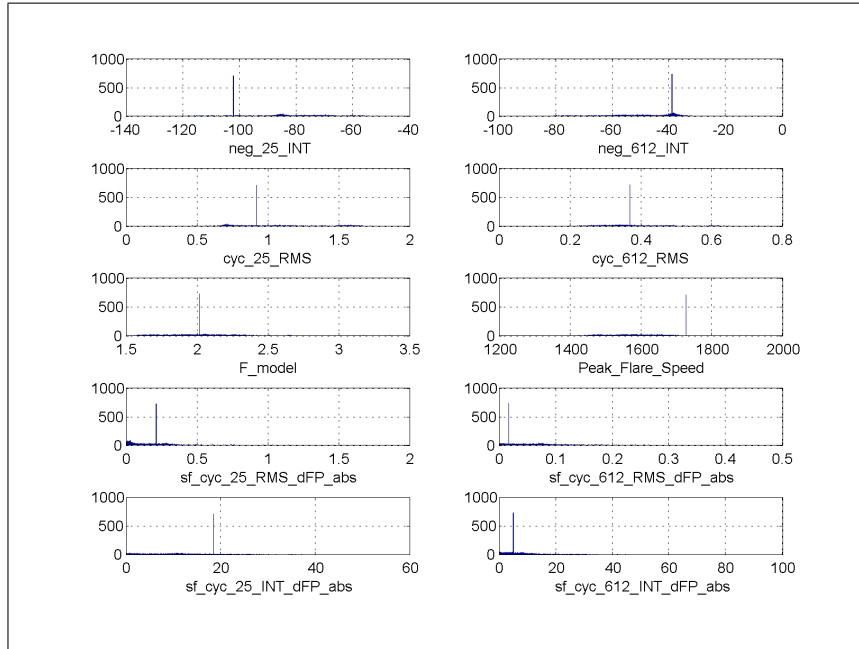 1000
500
0
-140 -120 -100 -80 -60 -40
neg_25_INT
1000
500
0
-100 -80 -60 -40 -20 0
neg_612_INT
1000
500
0
0 0.5 1 1.5 2
cyc_25_RMS
1000
500
0
0 0.2 0.4 0.6 0.8
cyc_612_RMS
1000
500
0
1.5 2 2.5 3 3.5
F_model
1000
500
0
1200 1400 1600 1800 2000
Peak_Flare_Speed
1000
500
0
0 0.5 1 1.5 2
sf_cyc_25_RMS_dFP_abs
1000
500
0
0 0.1 0.2 0.3 0.4 0.5
sf_cyc_612_RMS_dFP_abs
1000
500
0
0 20 40 60
sf_cyc_25_INT_dFP_abs
1000
500
0
0 20 40 60 80 100
sf_cyc_612_INT_dFP_abs